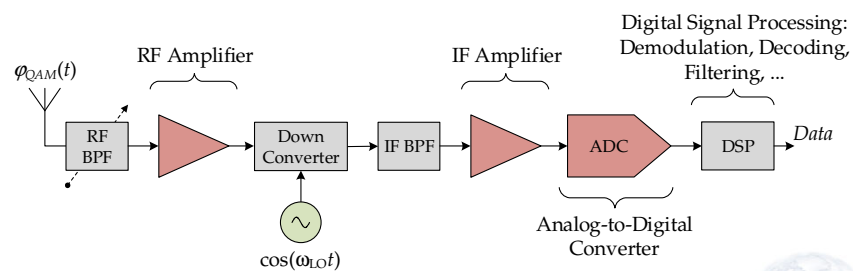 Digital Signal Processing:
Demodulation, Decoding,
Filtering, ...
RF Amplifier
IF Amplifier
φQAM(t)
RF
BPF
Down
Converter
IF BPF
ADC
DSP
Data
Analog-to-Digital
Converter
cos(ωLOt)